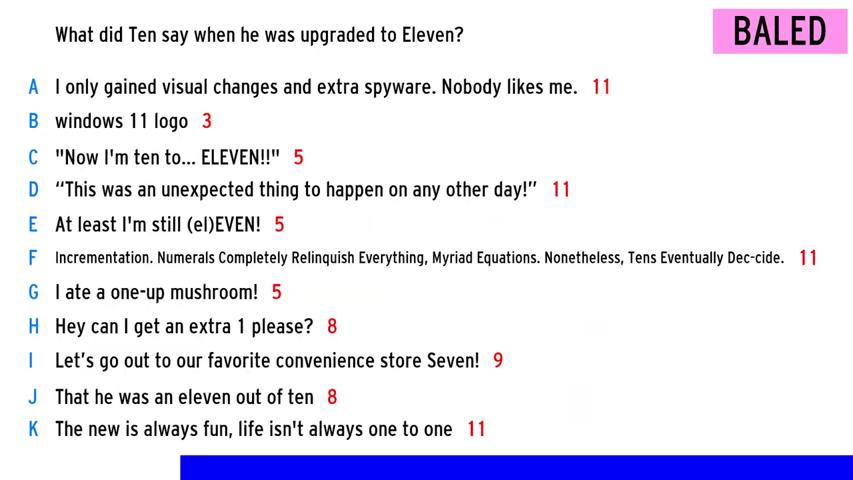 What did Ten say when he was upgraded to Eleven?
BALED
A I only gained visual changes and extra spyware. Nobody likes me. 11
B windows 11 logo 3
C "Now I'm ten to... ELEVEN!!" 5
D “This was an unexpected thing to happen on any other day!” 11
E At least I'm still (el)EVEN! 5
F Incrementation. Numerals Completely Relinquish Everything, Myriad Equations. Nonetheless, Tens Eventually Dec-cide. 11
G I ate a one-up mushroom! 5
H Hey can I get an extra 1 please? 8
I Let’s go out to our favorite convenience store Seven! 9
J That he was an eleven out of ten 8
K The new is always fun, life isn't always one to one 11